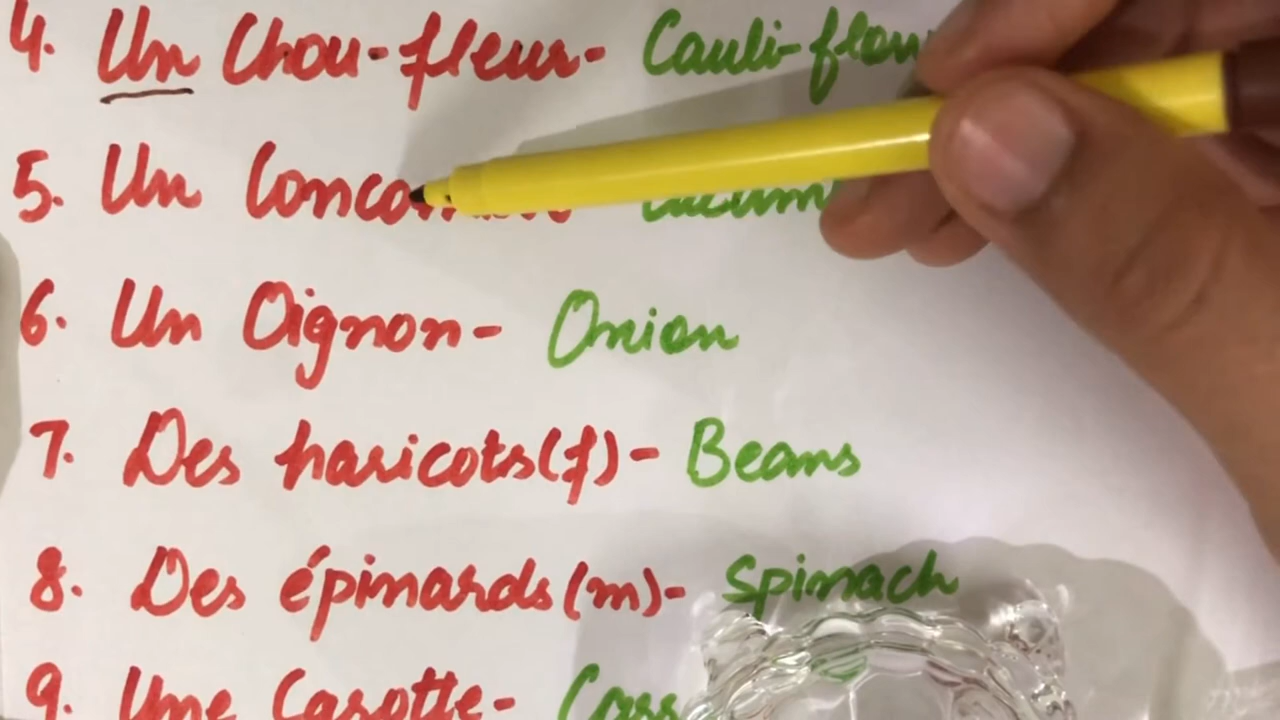 4. Un Chou-fleur- Cauli-flow
5. Un
6. Un Oignon- Onion
7. Des haricots(f)- Beans
8. Des épinards(m)- Spinach
9. Une Carotte-